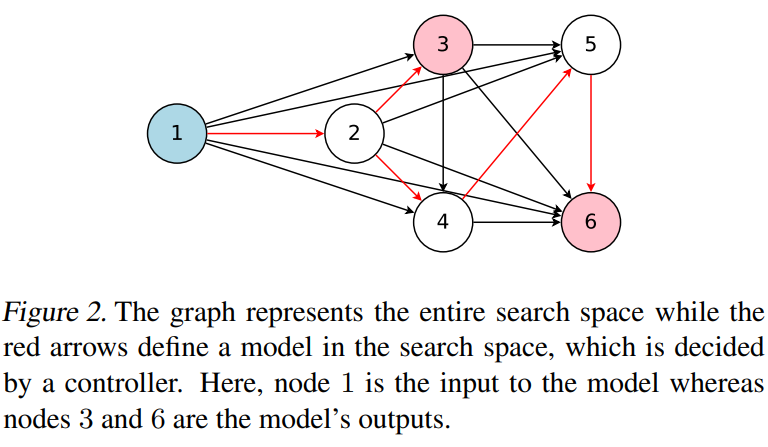 3 5
1 2
4 6
Figure 2. The graph represents the entire search space while the
red arrows define a model in the search space, which is decided
by a controller. Here, node 1 is the input to the model whereas
nodes 3 and 6 are the model's outputs.